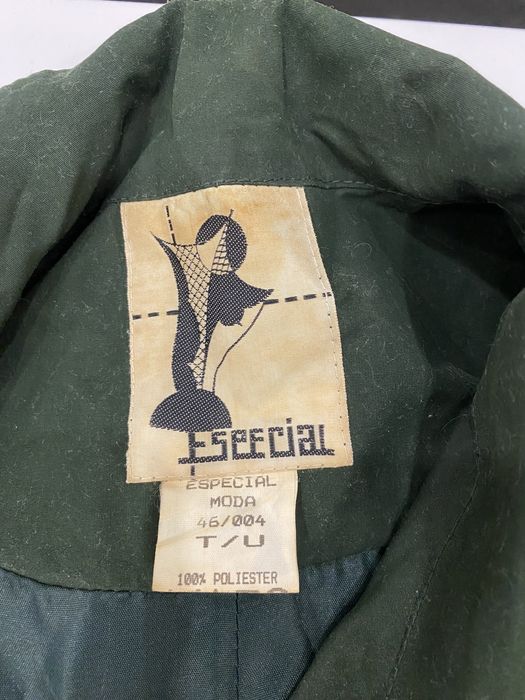 Especial
ESPECIAL
MODA
46/004
T/U
100% POLIESTER